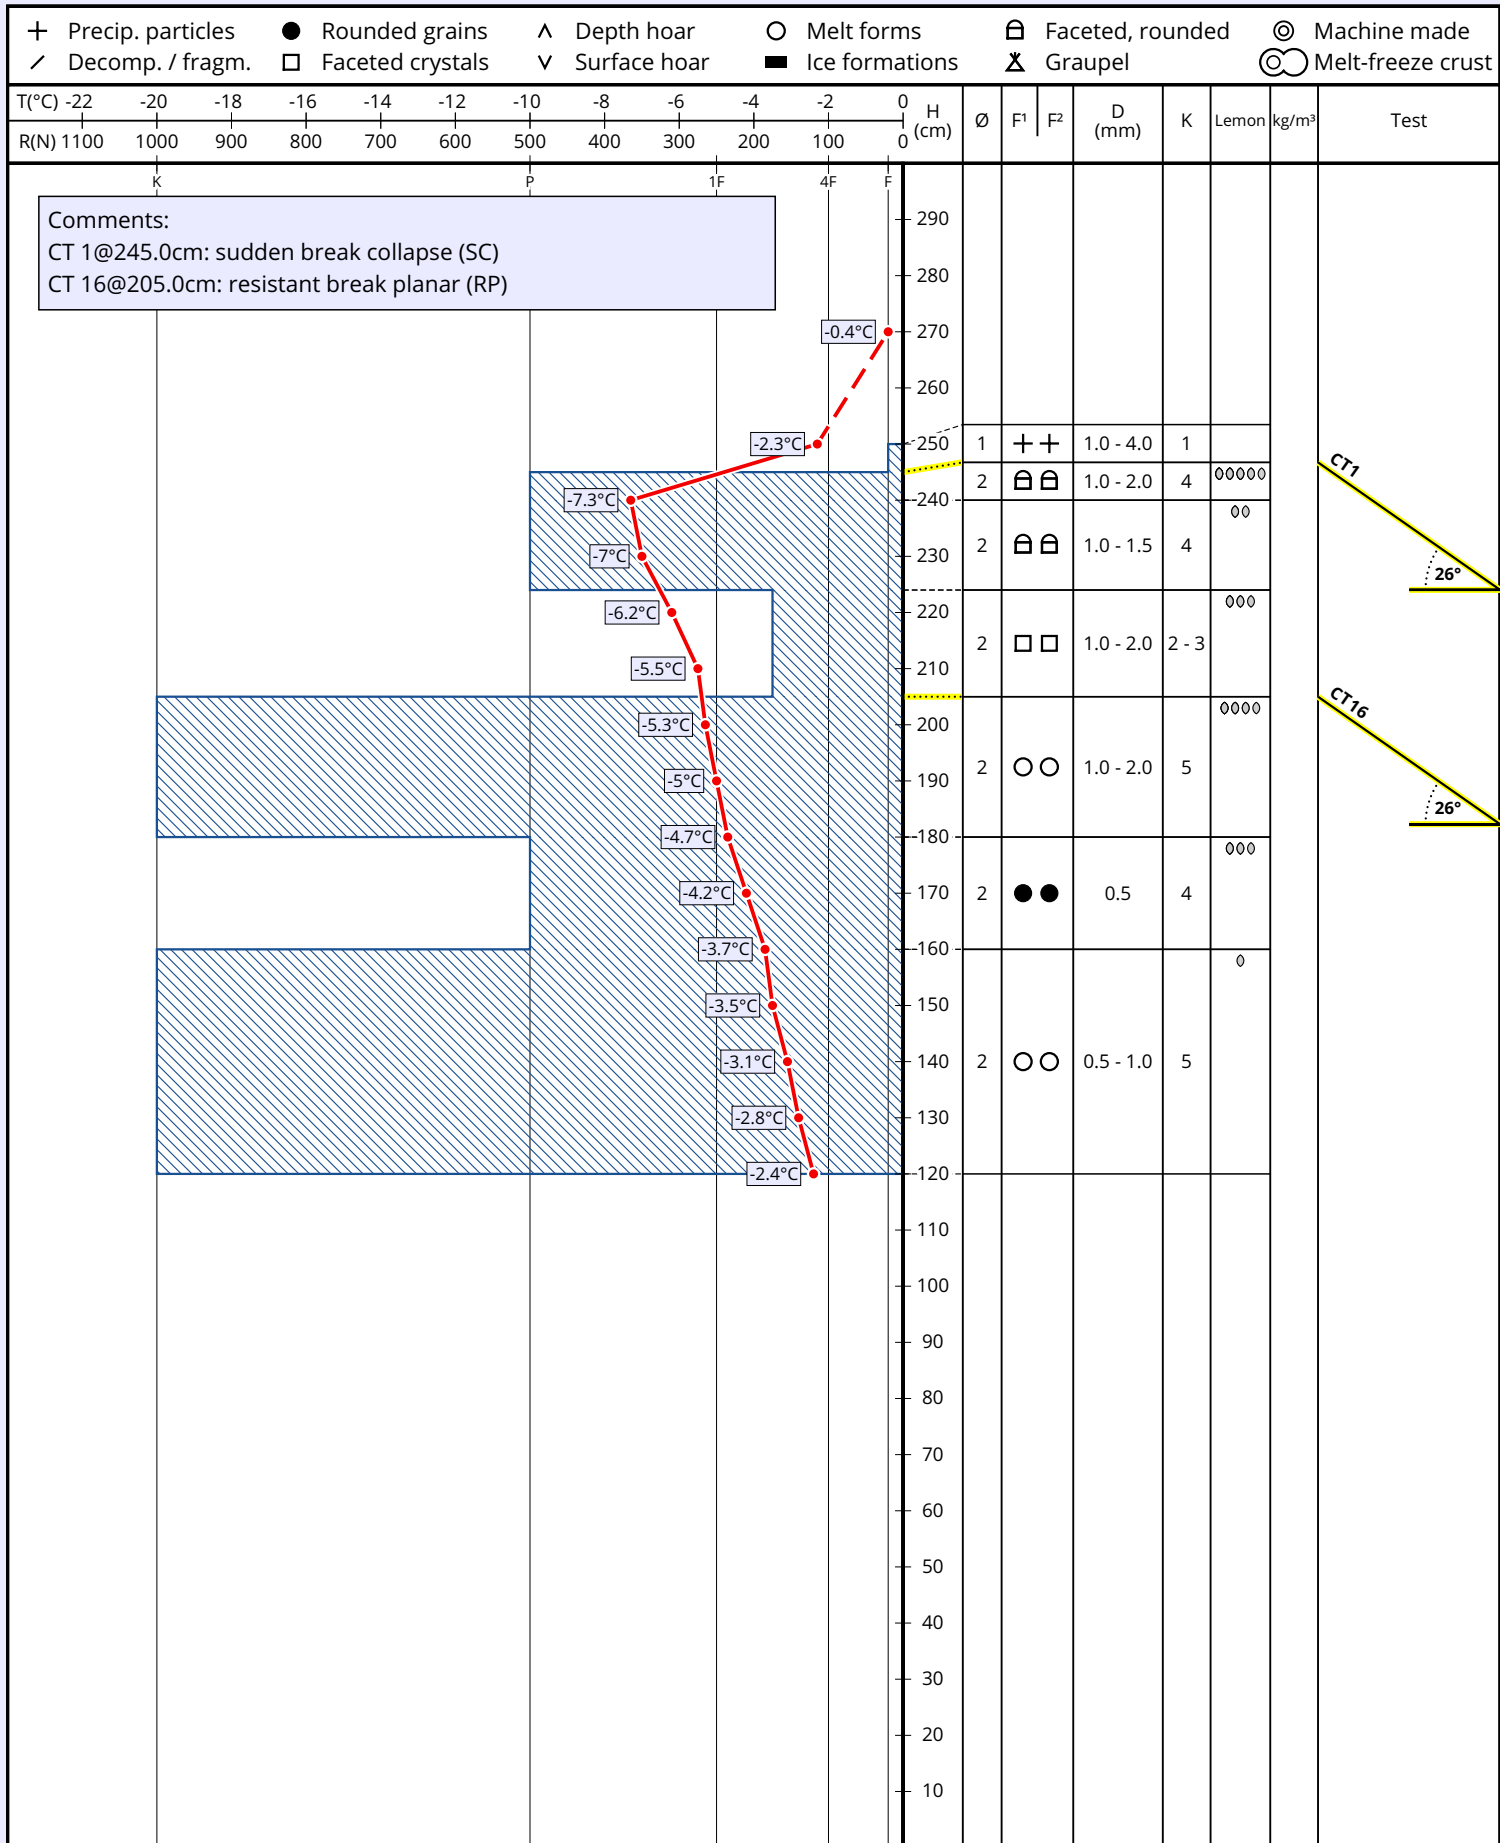 Precip. particles Rounded grains Depth hoar Melt forms Faceted, rounded Machine made
Decomp. / fragm. Faceted crystals Surface hoar Ice formations Graupel Melt-freeze crust
T(°C) -22 -20 -18 -16 -14 -12 -10 -8 -6 -4 -2 0
R(N) 1100 1000 900 800 700 600 500 400 300 200 100 0
H (cm) Ø F¹ F² D (mm) K Lemon kg/m³ Test
K P 1F 4F F
Comments:
CT 1@245.0cm: sudden break collapse (SC)
CT 16@205.0cm: resistant break planar (RP)
290
280
-0.4°C 270
260
-2.3°C 250 1 1.0 - 4.0 1
CT1
2 1.0 - 2.0 4
-7.3°C 240
-7°C 230 2 1.0 - 1.5 4
26°
-6.2°C 220
2 1.0 - 2.0 2 - 3
-5.5°C 210
CT16
-5.3°C 200
2 1.0 - 2.0 5
-5°C 190
26°
-4.7°C 180
-4.2°C 170 2 0.5 4
-3.7°C 160
-3.5°C 150
-3.1°C 140 2 0.5 - 1.0 5
-2.8°C 130
-2.4°C 120
110
100
90
80
70
60
50
40
30
20
10